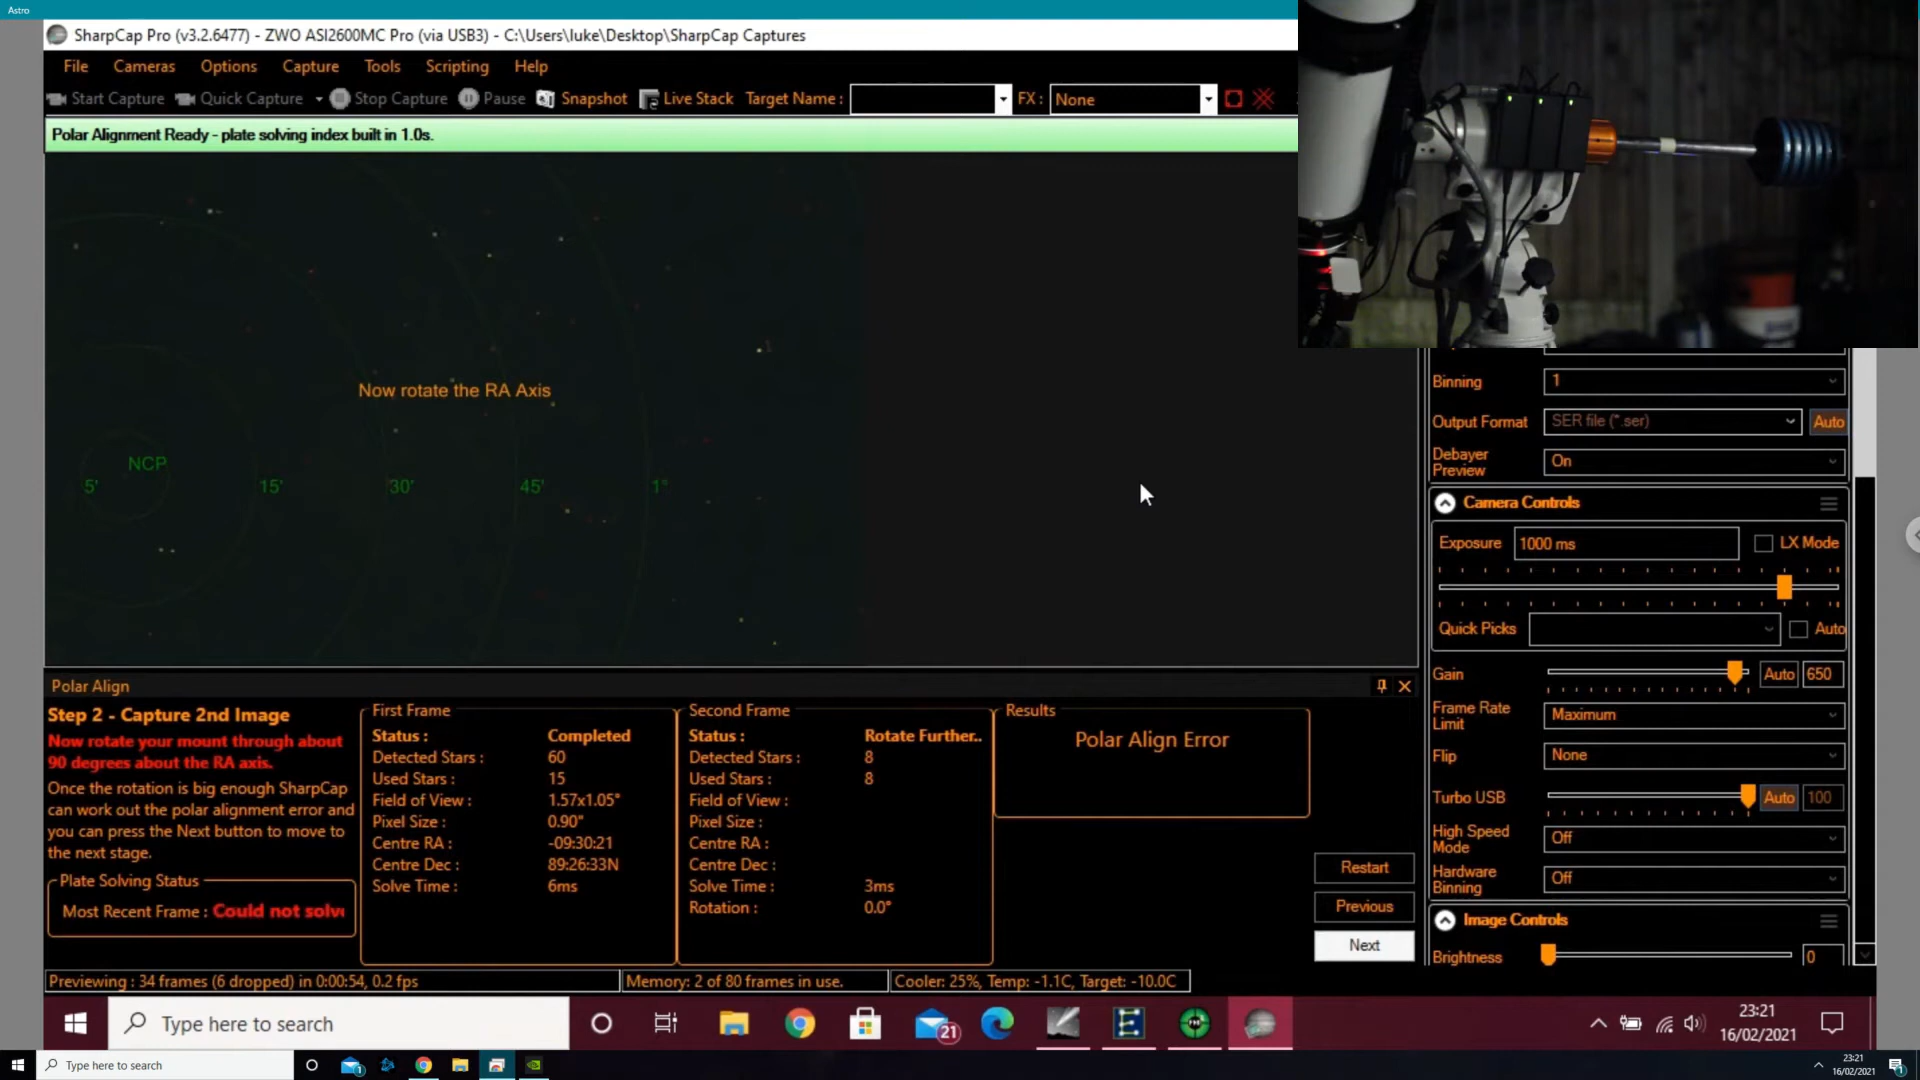 Astro
SharpCap Pro (v3.2.6477) - ZWO ASI2600MC Pro (via USB3) - C:\Users\luke\Desktop\SharpCap Captures
File Cameras Options Capture Tools Scripting Help
Start Capture Quick Capture Stop Capture Pause Snapshot Live Stack Target Name : FX : None
Polar Alignment Ready - plate solving index built in 1.0s.
Now rotate the RA Axis
NCP
5' 15' 30' 45' 1°
Binning 1
Output Format SER file (*.ser) Auto
Debayer Preview On
Camera Controls
Exposure 1000 ms LX Mode
Quick Picks Auto
Gain Auto 650
Frame Rate Limit Maximum
Flip None
Turbo USB Auto 100
High Speed Mode Off
Hardware Binning Off
Image Controls
Brightness 0
Polar Align
Step 2 - Capture 2nd Image
Now rotate your mount through about
90 degrees about the RA axis.
Once the rotation is big enough SharpCap
can work out the polar alignment error and
you can press the Next button to move to
the next stage.
Plate Solving Status
Most Recent Frame : Could not solv
First Frame
Status : Completed
Detected Stars : 60
Used Stars : 15
Field of View : 1.57x1.05°
Pixel Size : 0.90"
Centre RA : -09:30:21
Centre Dec : 89:26:33N
Solve Time : 6ms
Second Frame
Status : Rotate Further..
Detected Stars : 8
Used Stars : 8
Field of View :
Pixel Size :
Centre RA :
Centre Dec :
Solve Time : 3ms
Rotation : 0.0°
Results
Polar Align Error
Restart
Previous
Next
Previewing : 34 frames (6 dropped) in 0:00:54, 0.2 fps Memory: 2 of 80 frames in use. Cooler: 25%, Temp: -1.1C, Target: -10.0C
Type here to search 21 23:21
16/02/2021
Type here to search 1 23:21
16/02/2021 1